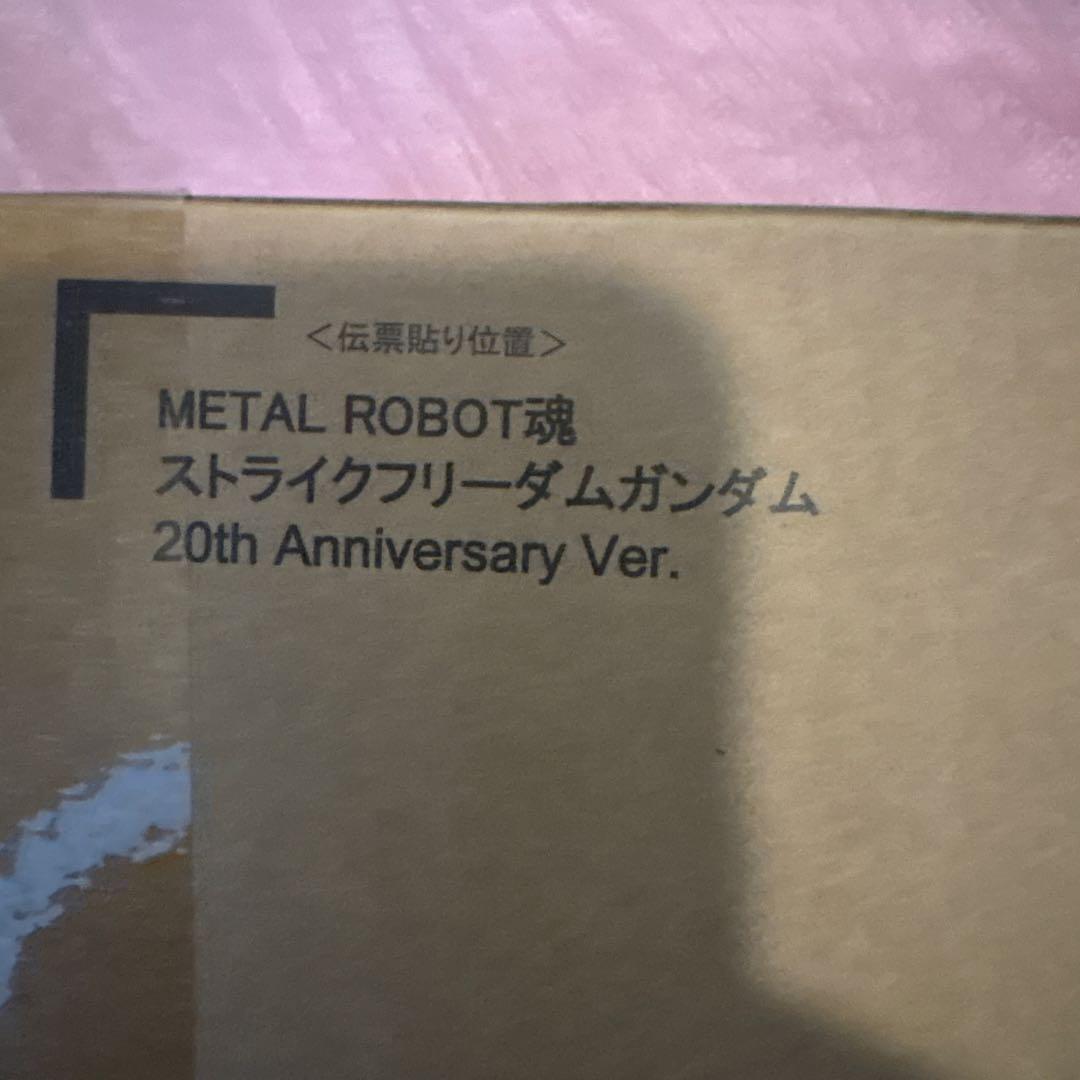 ＜伝票貼り位置＞
METAL ROBOT魂
ストライクフリーダムガンダム
20th Anniversary Ver.